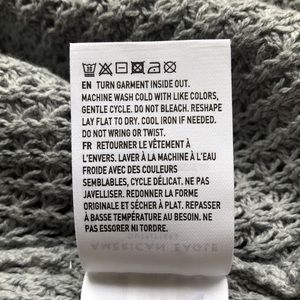 EN TURN GARMENT INSIDE OUT.
MACHINE WASH COLD WITH LIKE COLORS,
GENTLE CYCLE. DO NOT BLEACH. RESHAPE
LAY FLAT TO DRY. COOL IRON IF NEEDED.
DO NOT WRING OR TWIST.
FR RETOURNER LE VÊTEMENT À
L'ENVERS. LAVER À LA MACHINE À L'EAU
FROIDE AVEC DES COULEURS
SEMBLABLES, CYCLE DÉLICAT. NE PAS
JAVELLISER. REDONNER LA FORME
ORIGINALE ET SÉCHER À PLAT. REPASSER
À BASSE TEMPÉRATURE AU BESOIN. NE
PAS ESSORER NI TORDRE.
AMERICAN EAGLE